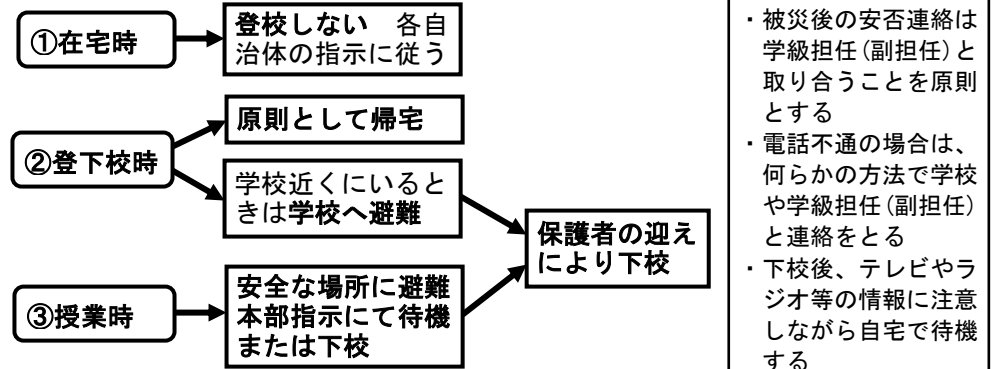 ①在宅時
登校しない　各自
治体の指示に従う
②登下校時
原則として帰宅
学校近くにいると
きは学校へ避難
保護者の迎え
により下校
③授業時
安全な場所に避難
本部指示にて待機
または下校
・被災後の安否連絡は
学級担任(副担任)と
取り合うことを原則
とする
・電話不通の場合は、
何らかの方法で学校
や学級担任(副担任)
と連絡をとる
・下校後、テレビやラ
ジオ等の情報に注意
しながら自宅で待機
する